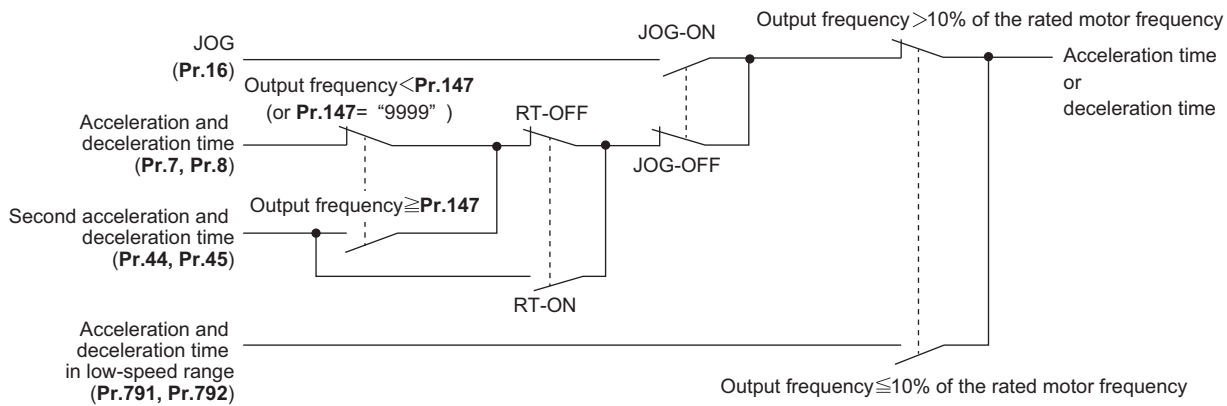 Output frequency＞10% of the rated motor frequency
JOG
(Pr.16)
JOG-ON
Acceleration time
or
deceleration time
Output frequency＜Pr.147
(or Pr.147= “9999” )
RT-OFF
Acceleration and
deceleration time
(Pr.7, Pr.8)
JOG-OFF
Output frequency≧Pr.147
Second acceleration and
deceleration time
(Pr.44, Pr.45)
RT-ON
Acceleration and
deceleration time
in low-speed range
(Pr.791, Pr.792)
Output frequency≦10% of the rated motor frequency